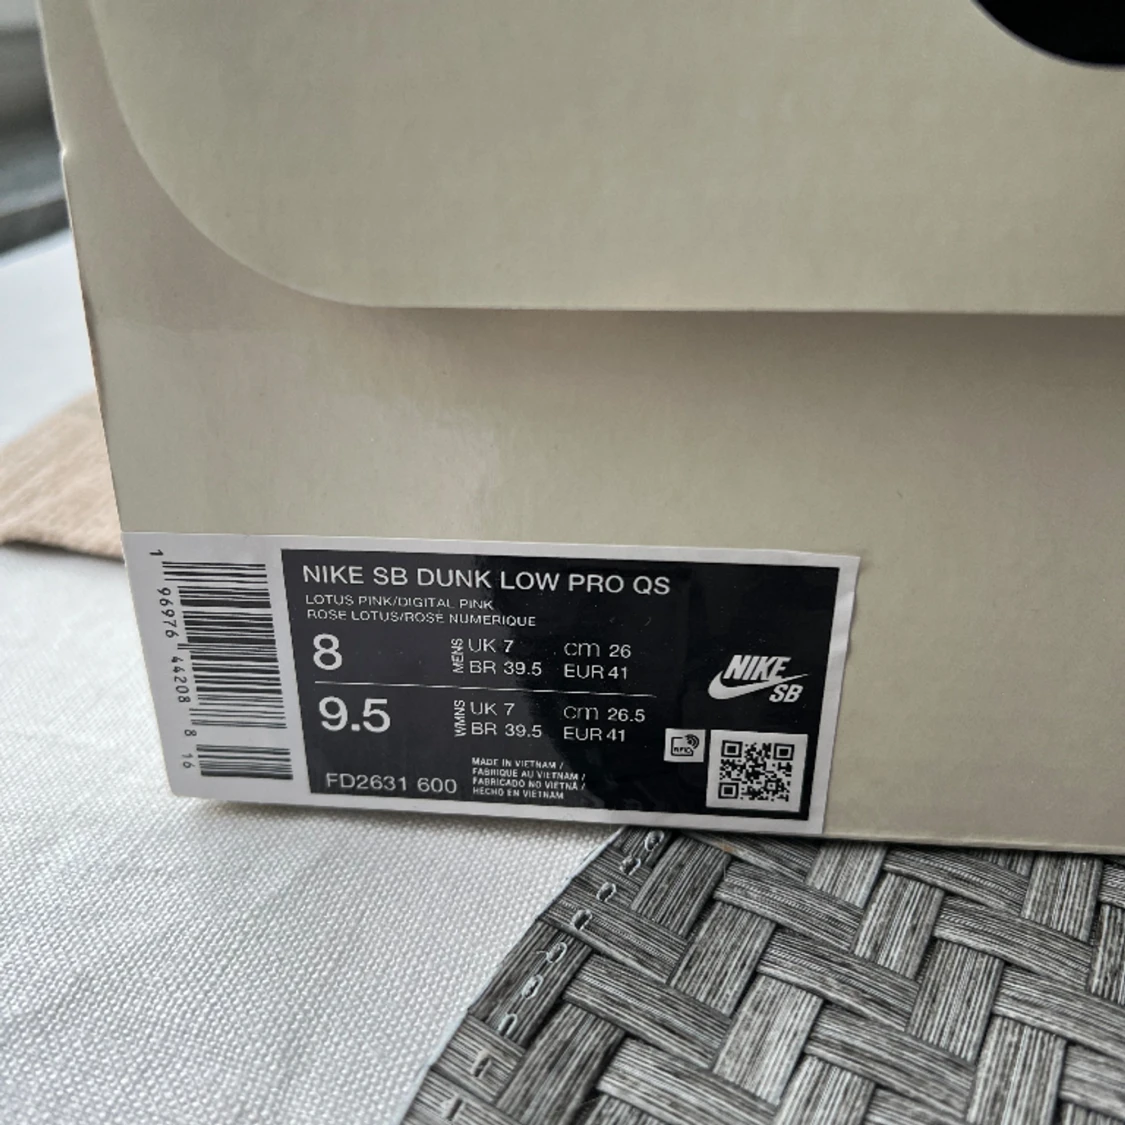 NIKE SB DUNK LOW PRO QS
LOTUS PINK/DIGITAL PINK
ROSE LOTUS/ROSE NUMERIQUE
8 MENS UK 7 cm 26
BR 39.5 EUR 41
9.5 WMNS UK 7 cm 26.5
BR 39.5 EUR 41
FD2631 600
MADE IN VIETNAM /
FABRIQUE AU VIETNAM /
FABRICADO NO VIETNÃ /
HECHO EN VIETNAM
NIKE
SB
RFID
1 96976 44208 8 16